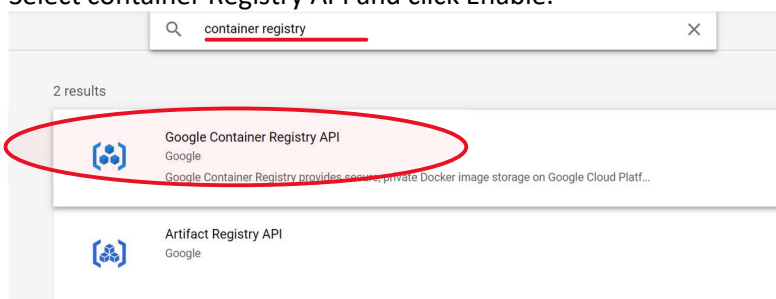 Select container Registry API and click Enable.
container registry
2 results
Google Container Registry API
Google
Google Container Registry provides secure, private Docker image storage on Google Cloud Platf...
Artifact Registry API
Google